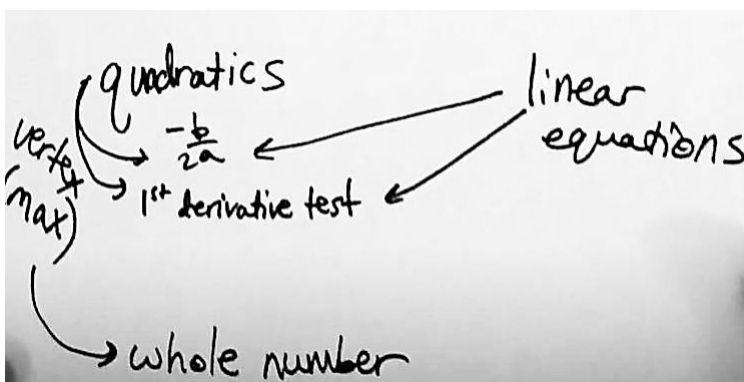 quadratics
-b/2a
1st derivative test
vertex
(max)
linear
equations
whole number